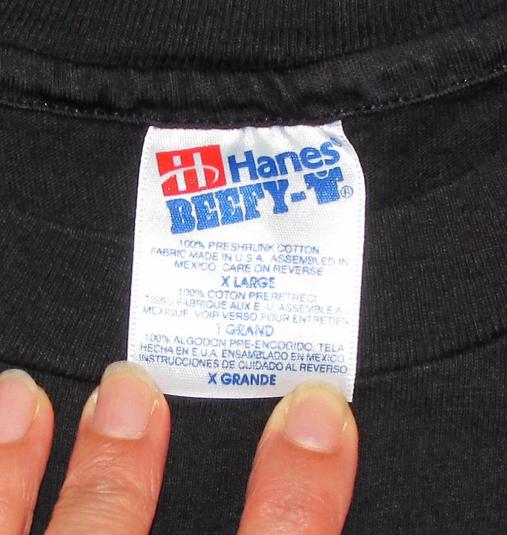 Hanes
BEEFY-T®
100% PRESHRUNK COTTON
FABRIC MADE IN U.S.A. ASSEMBLED IN
MEXICO. CARE ON REVERSE
X LARGE
100% COTON PRERETRECI
TISSU FABRIQUE AUX E.-U. ASSEMBLE AU
MEXIQUE. VOIR VERSO POUR ENTRETIEN
T GRAND
100% ALGODON PRE-ENCOGIDO. TELA
HECHA EN E.U.A. ENSAMBLADO EN MEXICO.
INSTRUCCIONES DE CUIDADO AL REVERSO
X GRANDE